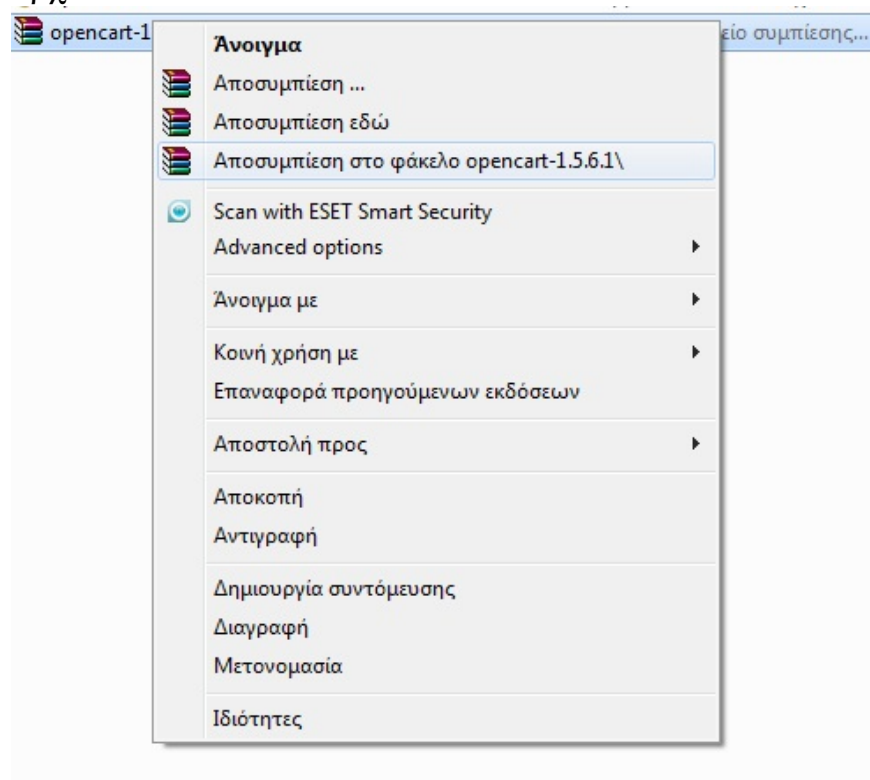 opencart-1
είο συμπίεσης...
Άνοιγμα
Αποσυμπίεση ...
Αποσυμπίεση εδώ
Αποσυμπίεση στο φάκελο opencart-1.5.6.1\
Scan with ESET Smart Security
Advanced options
Άνοιγμα με
Κοινή χρήση με
Επαναφορά προηγούμενων εκδόσεων
Αποστολή προς
Αποκοπή
Αντιγραφή
Δημιουργία συντόμευσης
Διαγραφή
Μετονομασία
Ιδιότητες